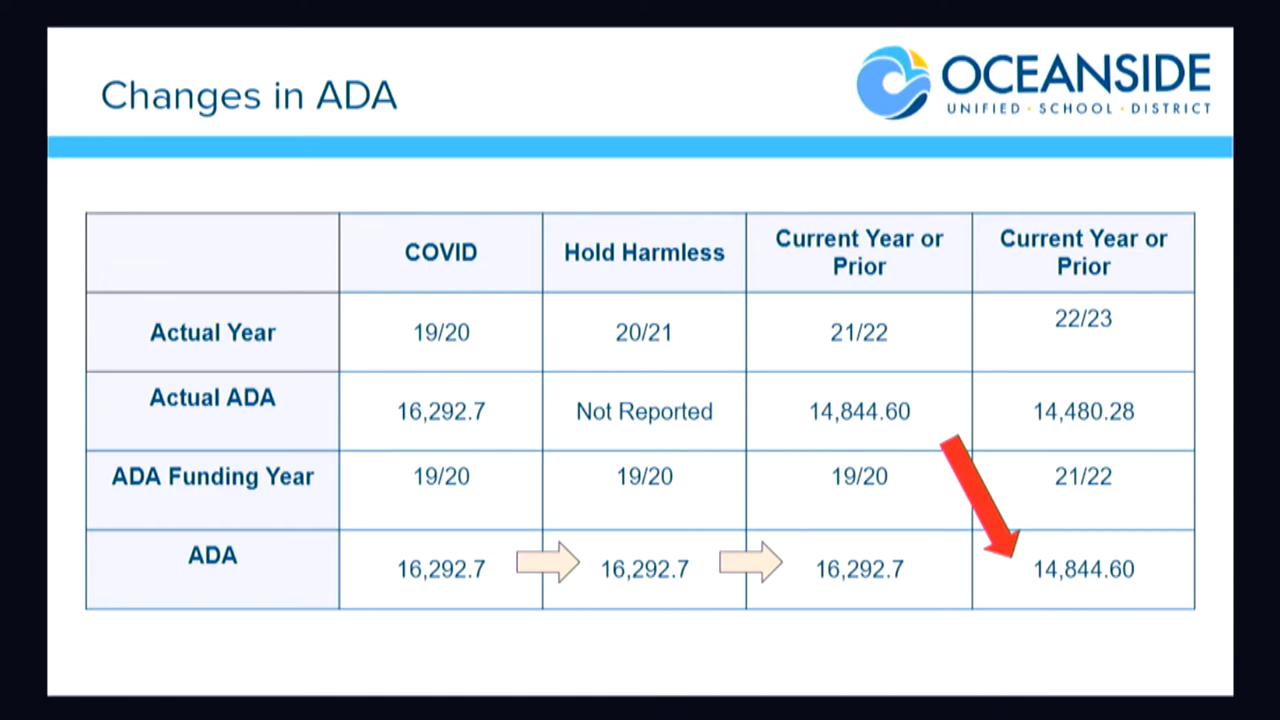 Changes in ADA
OCEANSIDE
UNIFIED • SCHOOL • DISTRICT
COVID
Hold Harmless
Current Year or
Prior
Current Year or
Prior
Actual Year
19/20
20/21
21/22
22/23
Actual ADA
16,292.7
Not Reported
14,844.60
14,480.28
ADA Funding Year
19/20
19/20
19/20
21/22
ADA
16,292.7
16,292.7
16,292.7
14,844.60